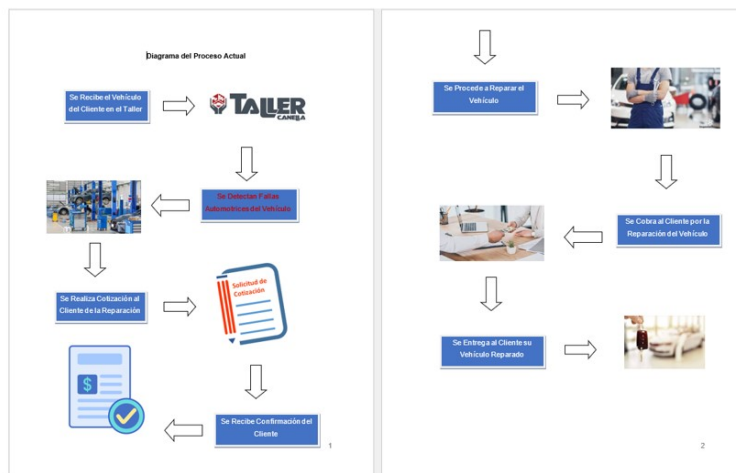 Diagrama del Proceso Actual
Se Recibe el Vehículo
del Cliente en el Taller
TALLER
CANELLA
Se Detectan Fallas
Automotrices del Vehículo
Se Realiza Cotización al
Cliente de la Reparación
Solicitud de
Cotización
$
Se Recibe Confirmación del
Cliente
1
Se Procede a Reparar el
Vehículo
Se Cobra al Cliente por la
Reparación del Vehículo
Se Entrega al Cliente su
Vehículo Reparado
2